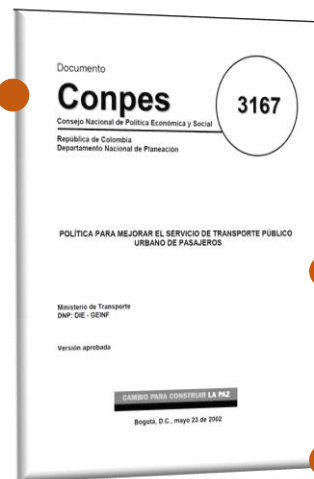 Documento
Conpes
3167
Consejo Nacional de Política Económica y Social
República de Colombia
Departamento Nacional de Planeación
POLÍTICA PARA MEJORAR EL SERVICIO DE TRANSPORTE PÚBLICO
URBANO DE PASAJEROS
Ministerio de Transporte
DNP: DIE - GEINF
Versión aprobada
CAMBIO PARA CONSTRUIR LA PAZ
Bogotá, D.C., mayo 23 de 2002